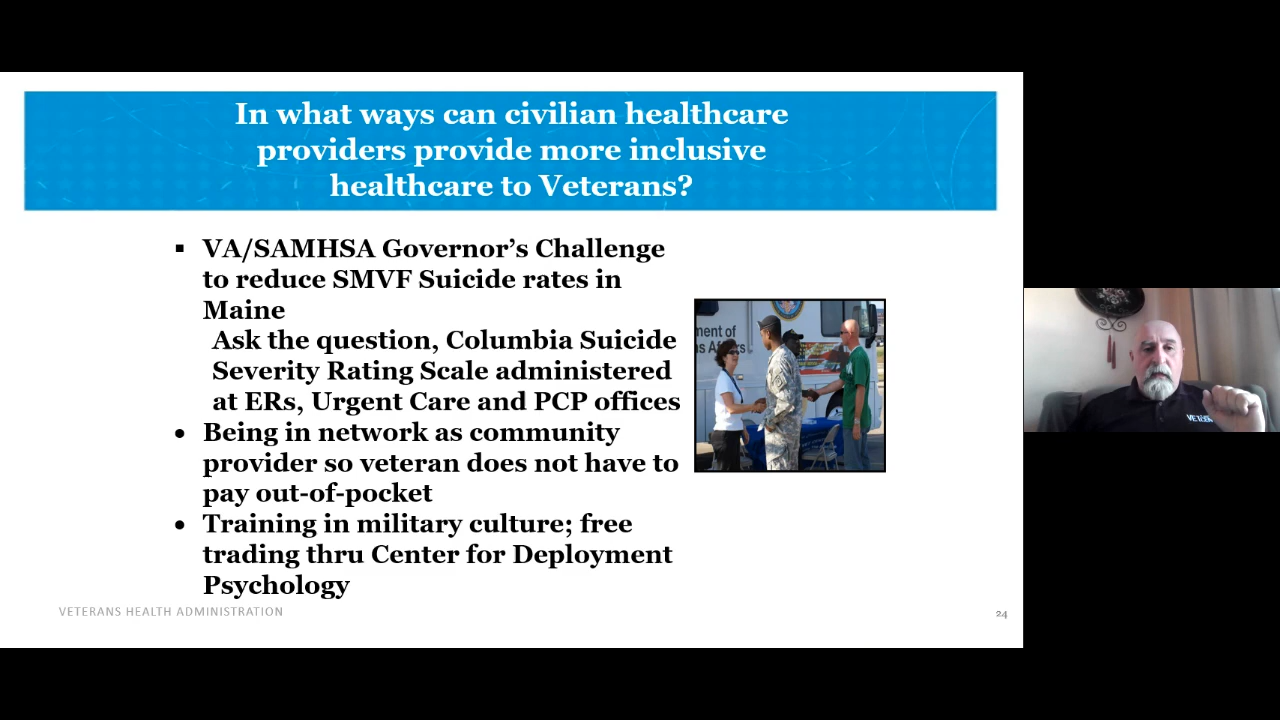 In what ways can civilian healthcare
providers provide more inclusive
healthcare to Veterans?
▪ VA/SAMHSA Governor’s Challenge
to reduce SMVF Suicide rates in
Maine
Ask the question, Columbia Suicide
Severity Rating Scale administered
at ERs, Urgent Care and PCP offices
• Being in network as community
provider so veteran does not have to
pay out-of-pocket
• Training in military culture; free
trading thru Center for Deployment
Psychology
ment of
s Affairs
VETERANS HEALTH ADMINISTRATION
24